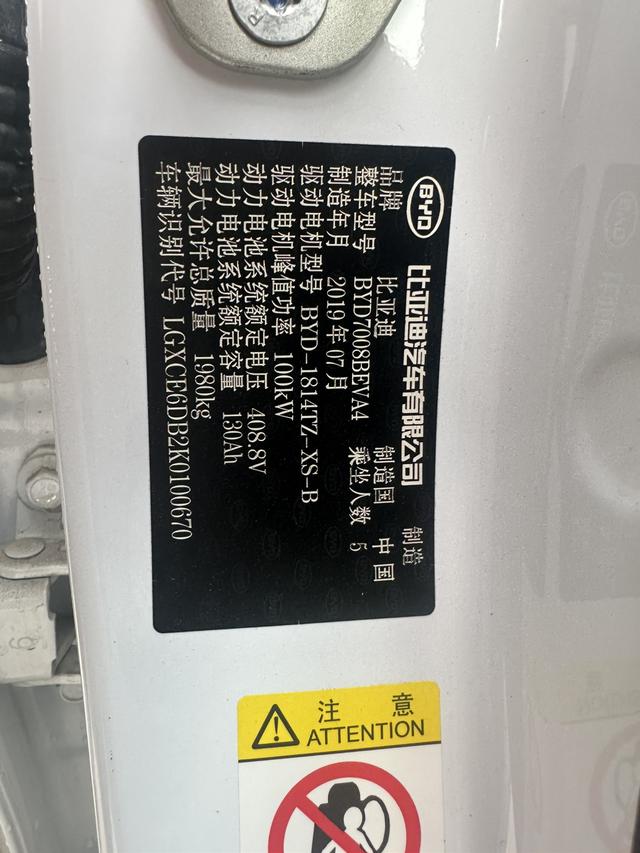 BYD 比亚迪汽车有限公司 制造
品牌 比亚迪 制造国 中国
整车型号 BYD7008BEVA4 乘坐人数 5
制造年月 2019年07月
驱动电机型号 BYD-1814TZ-XS-B
驱动电机峰值功率 100kW
动力电池系统额定电压 408.8V
动力电池系统额定容量 130Ah
最大允许总质量 1980kg
车辆识别代号 LGXCE6DB2K0100670
注意
ATTENTION